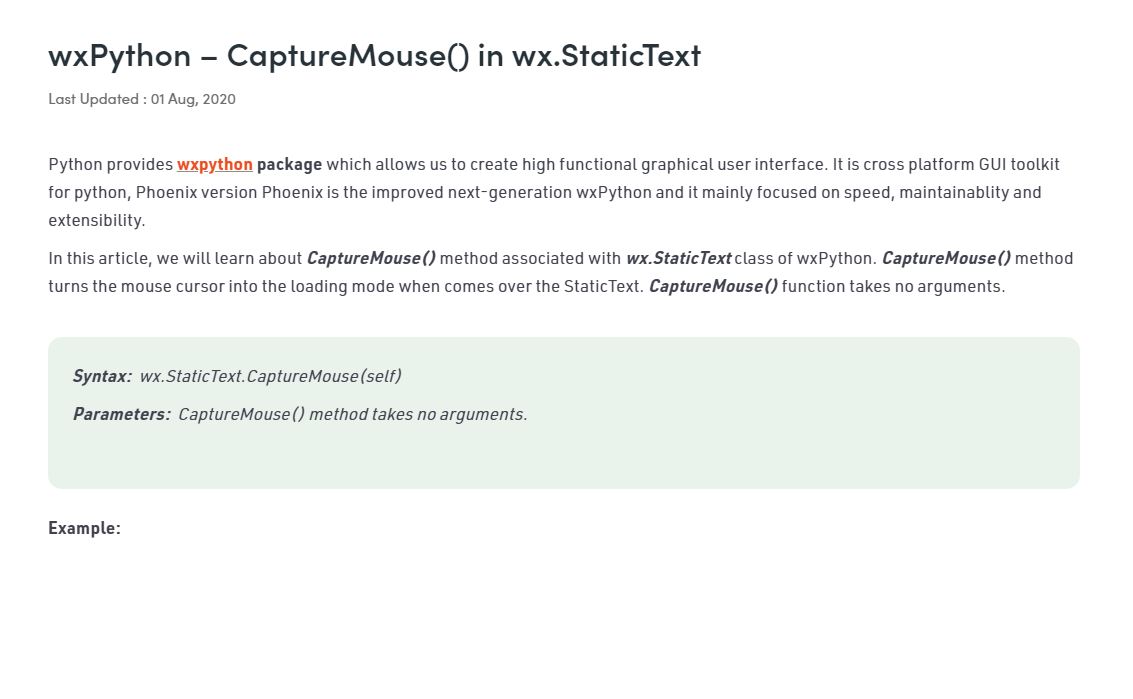 wxPython – CaptureMouse() in wx.StaticText
Last Updated : 01 Aug, 2020
Python provides wxpython package which allows us to create high functional graphical user interface. It is cross platform GUI toolkit
for python, Phoenix version Phoenix is the improved next-generation wxPython and it mainly focused on speed, maintainablity and
extensibility.
In this article, we will learn about CaptureMouse() method associated with wx.StaticText class of wxPython. CaptureMouse() method
turns the mouse cursor into the loading mode when comes over the StaticText. CaptureMouse() function takes no arguments.
Syntax: wx.StaticText.CaptureMouse(self)
Parameters: CaptureMouse() method takes no arguments.
Example: